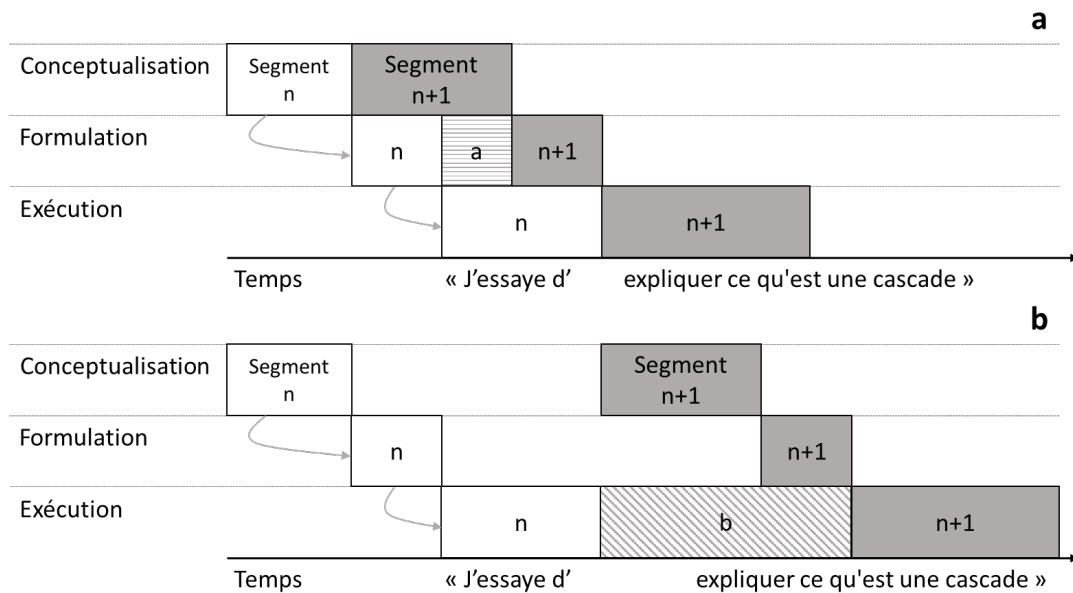 a
Conceptualisation
Segment
n
Segment
n+1
Formulation
n
a
n+1
Exécution
n
n+1
Temps
« J'essaye d'
expliquer ce qu'est une cascade »
b
Conceptualisation
Segment
n
Segment
n+1
Formulation
n
n+1
Exécution
n
b
n+1
Temps
« J'essaye d'
expliquer ce qu'est une cascade »